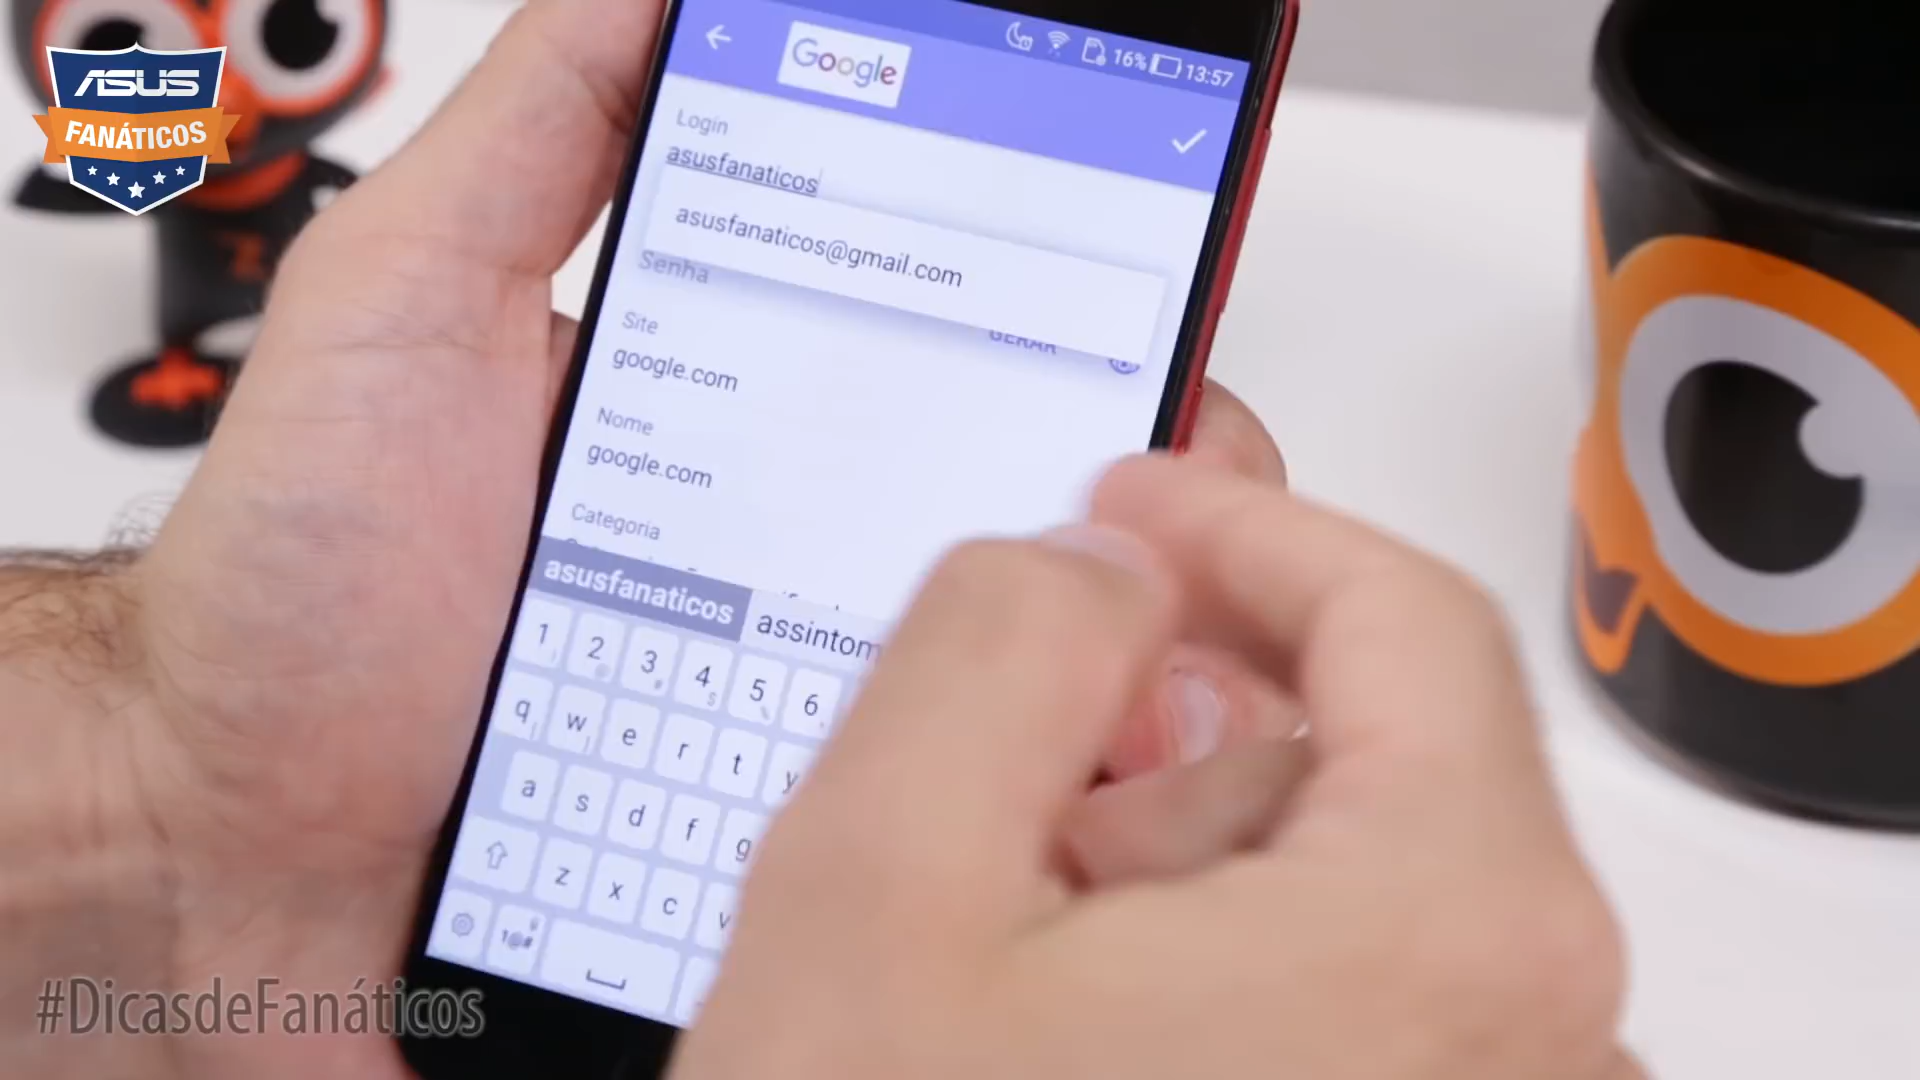 ASUS
FANÁTICOS
Google
16%
13:57
Login
asusfanaticos
asusfanaticos@gmail.com
Senha
GERAR
Site
google.com
Nome
google.com
Categoria
asusfanaticos
1 2 3 4 5 6
q w e r t y
a s d f g
z x c v
1@#
#DicasdeFanáticos